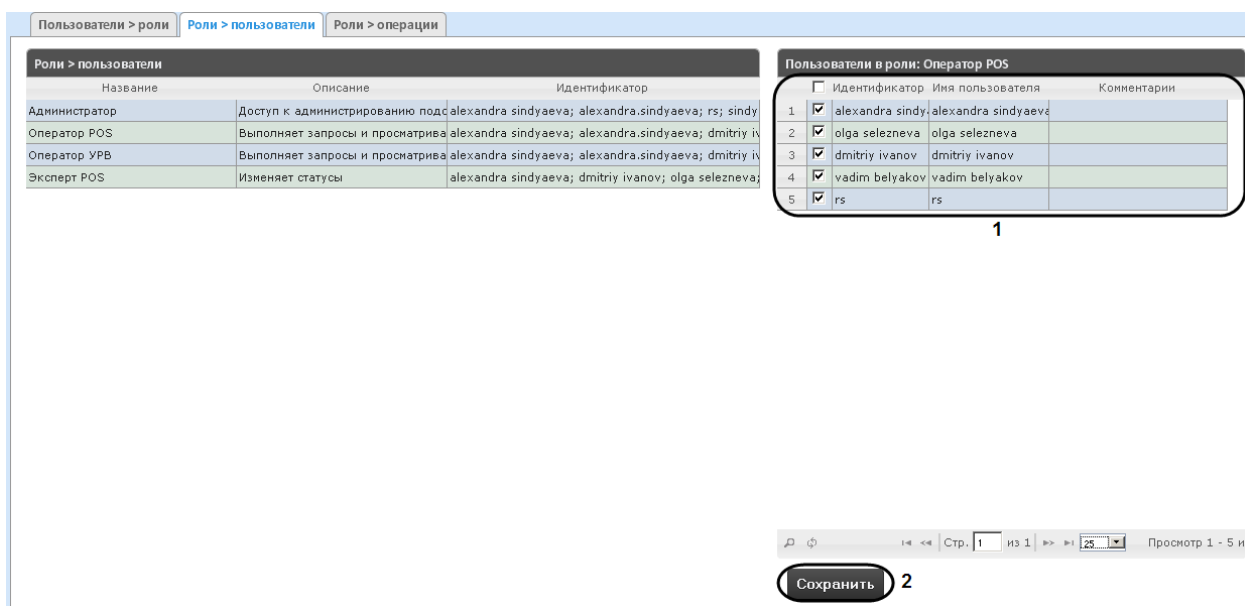 Пользователи > роли Роли > пользователи Роли > операции
Роли > пользователи
Название Описание Идентификатор
Администратор Доступ к администрированию подс alexandra sindyaeva; alexandra.sindyaeva; rs; sindy
Оператор POS Выполняет запросы и просматрива alexandra sindyaeva; alexandra.sindyaeva; dmitriy iv
Оператор УРВ Выполняет запросы и просматрива alexandra sindyaeva; alexandra.sindyaeva; dmitriy iv
Эксперт POS Изменяет статусы alexandra sindyaeva; dmitriy ivanov; olga selezneva;
Пользователи в роли: Оператор POS
Идентификатор Имя пользователя Комментарии
1 alexandra sindy alexandra sindyaeva
2 olga selezneva olga selezneva
3 dmitriy ivanov dmitriy ivanov
4 vadim belyakov vadim belyakov
5 rs rs
1
Стр. 1 из 1 25 Просмотр 1 - 5 и
Сохранить 2